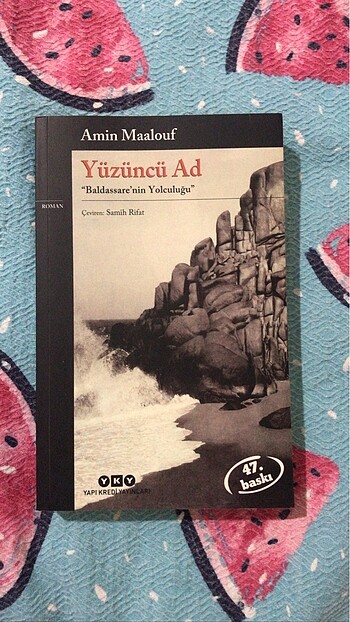 Amin Maalouf
Yüzüncü Ad
"Baldassare'nin Yolculuğu"
ROMAN
Çeviren: Samih Rifat
47.
baskı
YKY
YAPI KREDİ YAYINLARI